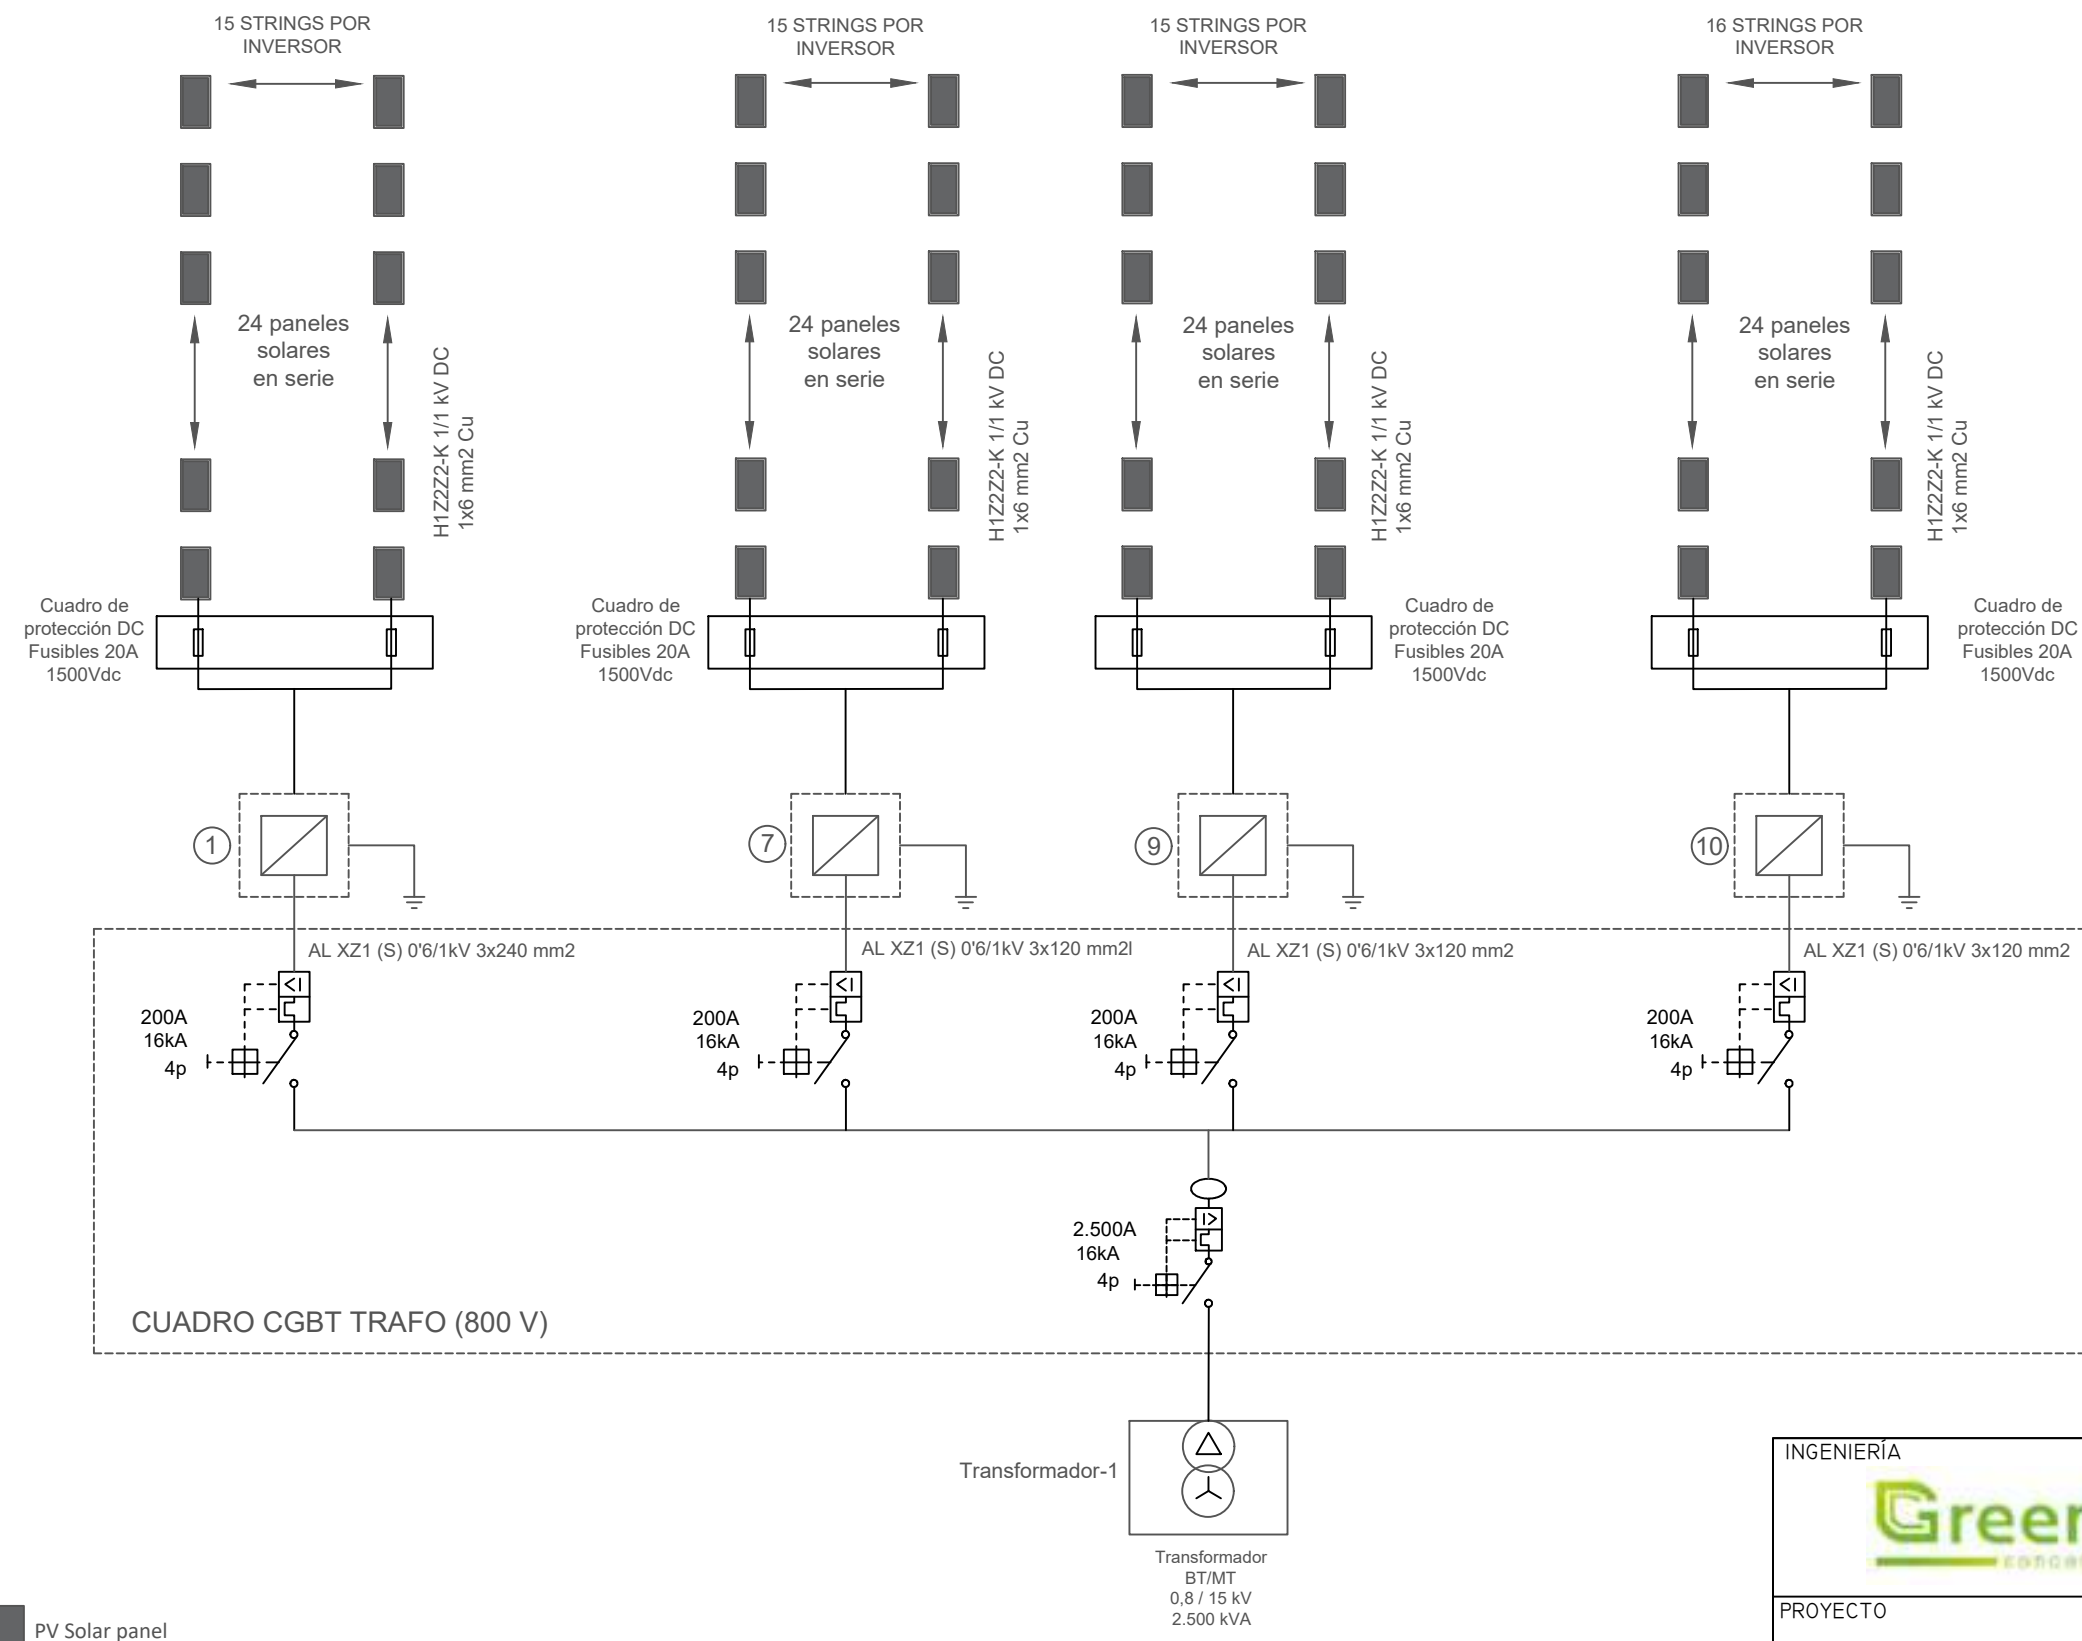 15 STRINGS POR
INVERSOR
15 STRINGS POR
INVERSOR
15 STRINGS POR
INVERSOR
16 STRINGS POR
INVERSOR
24 paneles
solares
en serie
H1Z2Z2-K 1/1 kV DC
1x6 mm2 Cu
24 paneles
solares
en serie
H1Z2Z2-K 1/1 kV DC
1x6 mm2 Cu
24 paneles
solares
en serie
H1Z2Z2-K 1/1 kV DC
1x6 mm2 Cu
24 paneles
solares
en serie
H1Z2Z2-K 1/1 kV DC
1x6 mm2 Cu
Cuadro de
protección DC
Fusibles 20A
1500Vdc
Cuadro de
protección DC
Fusibles 20A
1500Vdc
Cuadro de
protección DC
Fusibles 20A
1500Vdc
Cuadro de
protección DC
Fusibles 20A
1500Vdc
1
7
9
10
AL XZ1 (S) 0'6/1kV 3x240 mm2
AL XZ1 (S) 0'6/1kV 3x120 mm2l
AL XZ1 (S) 0'6/1kV 3x120 mm2
AL XZ1 (S) 0'6/1kV 3x120 mm2
<I
<I
<I
<I
200A
16kA
4p
200A
16kA
4p
200A
16kA
4p
200A
16kA
4p
I>
2.500A
16kA
4p
CUADRO CGBT TRAFO (800 V)
Transformador-1
Transformador
BT/MT
0,8 / 15 kV
2.500 kVA
INGENIERÍA
Green
PROYECTO
PV Solar panel